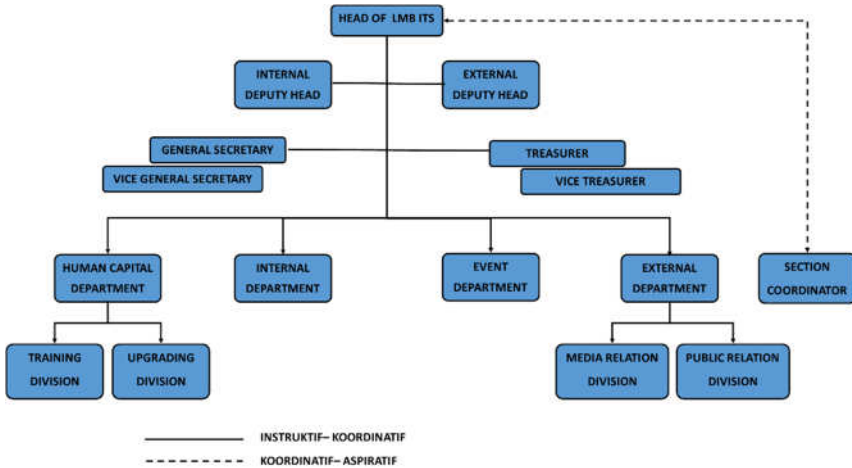 HEAD OF LMB ITS
INTERNAL
DEPUTY HEAD
EXTERNAL
DEPUTY HEAD
GENERAL SECRETARY
VICE GENERAL SECRETARY
TREASURER
VICE TREASURER
HUMAN CAPITAL
DEPARTMENT
INTERNAL
DEPARTMENT
EVENT
DEPARTMENT
EXTERNAL
DEPARTMENT
SECTION
COORDINATOR
TRAINING
DIVISION
UPGRADING
DIVISION
MEDIA RELATION
DIVISION
PUBLIC RELATION
DIVISION
INSTRUKTIF– KOORDINATIF
KOORDINATIF– ASPIRATIF